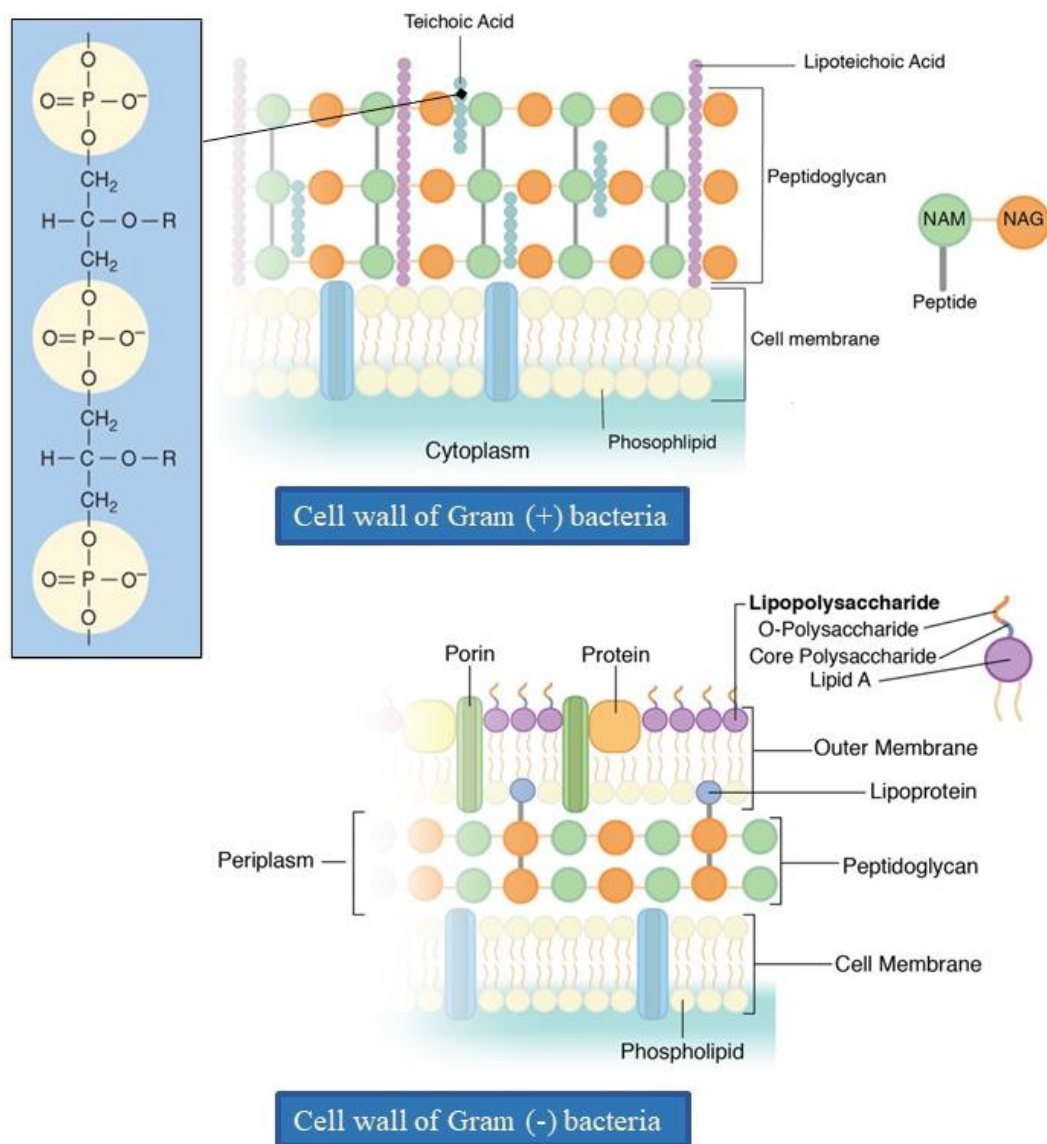 Teichoic Acid
Lipoteichoic Acid
O
O=P–O−
O
CH2
H–C–O–R
CH2
O
O=P–O−
O
CH2
H–C–O–R
CH2
O
O=P–O−
O
Peptidoglycan
NAM
NAG
Peptide
Cell membrane
Phosophlipid
Cytoplasm
Cell wall of Gram (+) bacteria
Lipopolysaccharide
O-Polysaccharide
Core Polysaccharide
Lipid A
Porin
Protein
Outer Membrane
Lipoprotein
Periplasm
Peptidoglycan
Cell Membrane
Phospholipid
Cell wall of Gram (-) bacteria